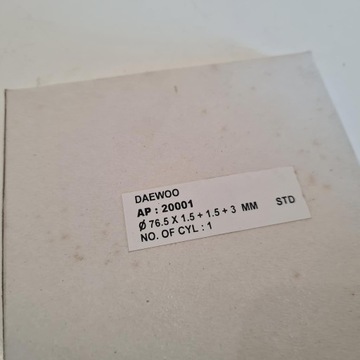 DAEWOO
AP : 20001
Ø 76.5 X 1.5 + 1.5 + 3 MM STD
NO. OF CYL : 1